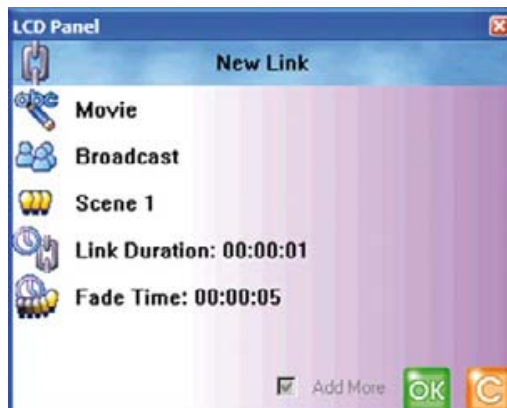 LCD Panel
New Link
abc
Movie
Broadcast
Scene 1
Link Duration: 00:00:01
Fade Time: 00:00:05
Add More
OK
C